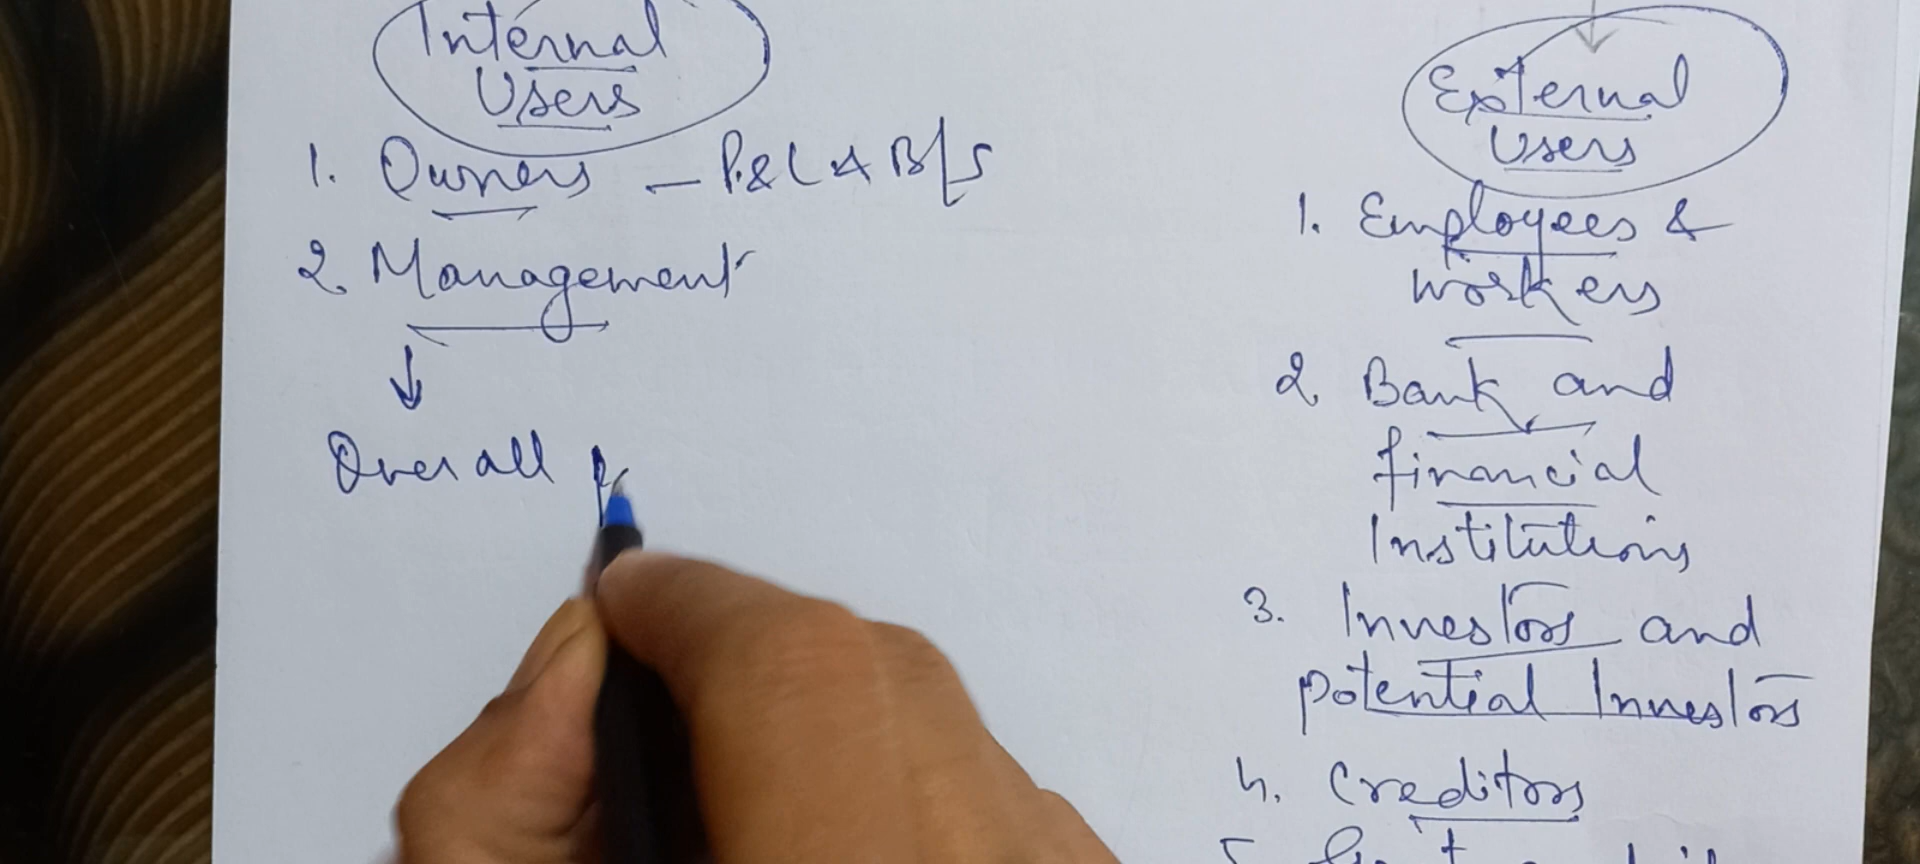 Internal
Users
1. Owners — P&L & B/S
2 Management
Overall
External
Users
1. Employees &
workers
2 Bank and
financial
Institutions
3. Investors and
potential Investors
4. Creditors
5.